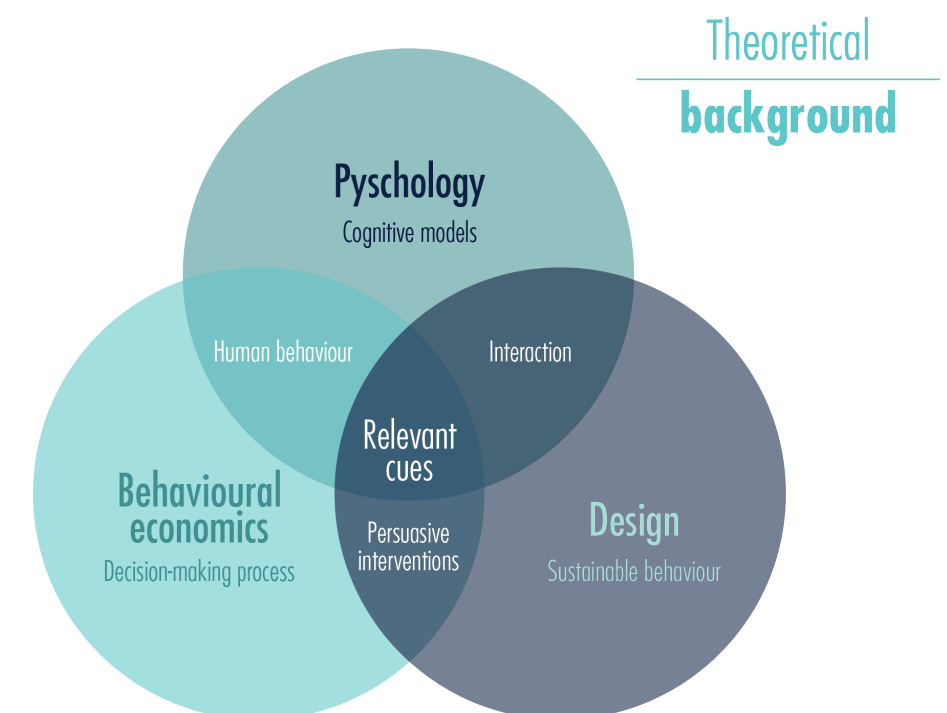 Theoretical
background
Pyschology
Cognitive models
Human behaviour
Interaction
Relevant
cues
Behavioural
economics
Decision-making process
Persuasive
interventions
Design
Sustainable behaviour